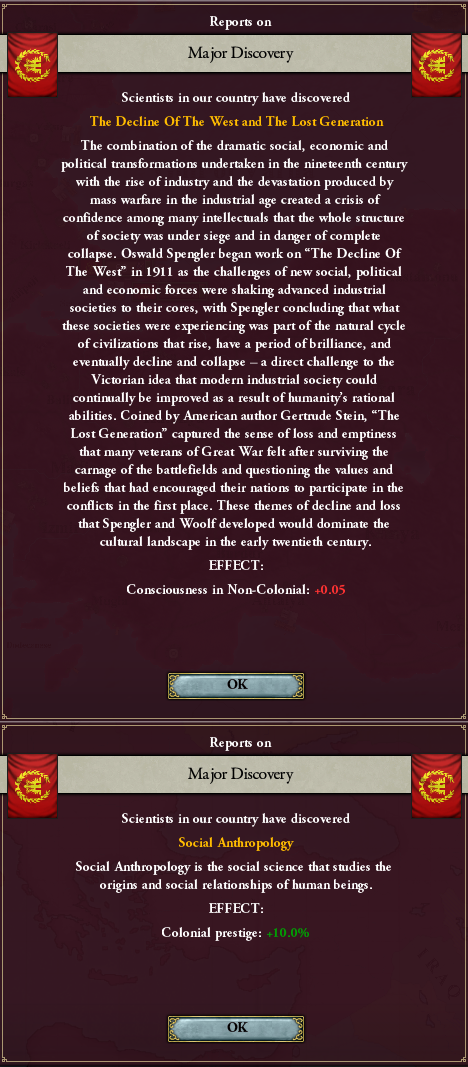 Reports on
Major Discovery
Scientists in our country have discovered
The Decline Of The West and The Lost Generation
The combination of the dramatic social, economic and
political transformations undertaken in the nineteenth century
with the rise of industry and the devastation produced by
mass warfare in the industrial age created a crisis of
confidence among many intellectuals that the whole structure
of society was under siege and in danger of complete
collapse. Oswald Spengler began work on “The Decline Of
The West” in 1911 as the challenges of new social, political
and economic forces were shaking advanced industrial
societies to their cores, with Spengler concluding that what
these societies were experiencing was part of the natural cycle
of civilizations that rise, have a period of brilliance, and
eventually decline and collapse – a direct challenge to the
Victorian idea that modern industrial society could
continually be improved as a result of humanity’s rational
abilities. Coined by American author Gertrude Stein, “The
Lost Generation” captured the sense of loss and emptiness
that many veterans of Great War felt after surviving the
carnage of the battlefields and questioning the values and
beliefs that had encouraged their nations to participate in the
conflicts in the first place. These themes of decline and loss
that Spengler and Woolf developed would dominate the
cultural landscape in the early twentieth century.
EFFECT:
Consciousness in Non-Colonial: +0.05
OK
Reports on
Major Discovery
Scientists in our country have discovered
Social Anthropology
Social Anthropology is the social science that studies the
origins and social relationships of human beings.
EFFECT:
Colonial prestige: +10.0%
OK